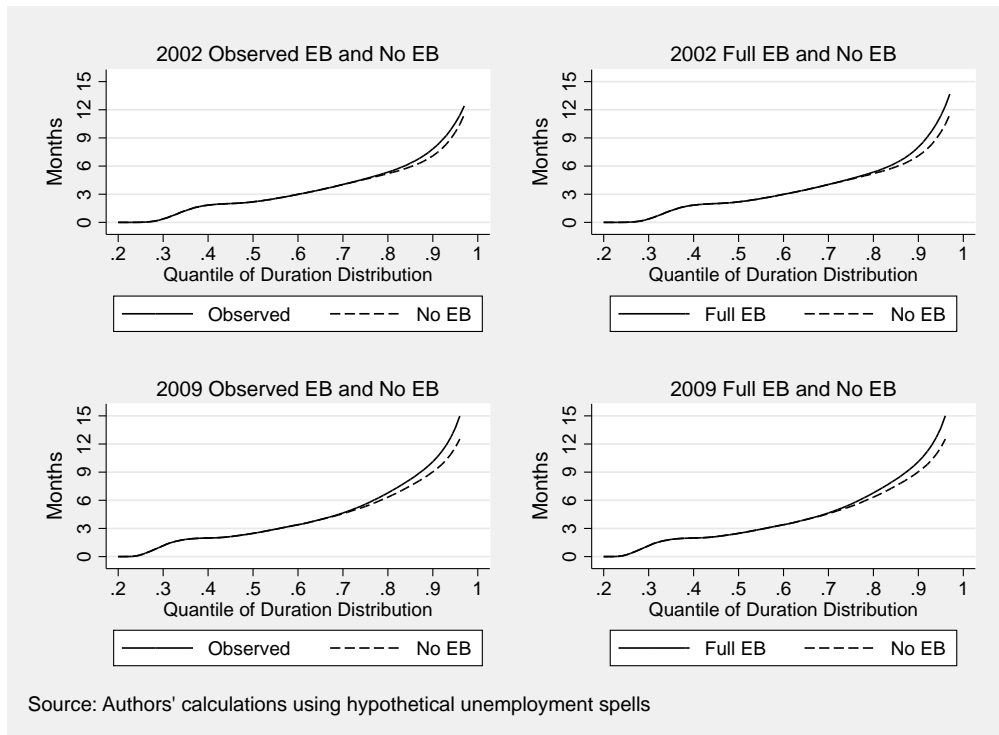 2002 Observed EB and No EB
Months
0 3 6 9 12 15
.2 .3 .4 .5 .6 .7 .8 .9 1
Quantile of Duration Distribution
Observed No EB
2002 Full EB and No EB
Months
0 3 6 9 12 15
.2 .3 .4 .5 .6 .7 .8 .9 1
Quantile of Duration Distribution
Full EB No EB
2009 Observed EB and No EB
Months
0 3 6 9 12 15
.2 .3 .4 .5 .6 .7 .8 .9 1
Quantile of Duration Distribution
Observed No EB
2009 Full EB and No EB
Months
0 3 6 9 12 15
.2 .3 .4 .5 .6 .7 .8 .9 1
Quantile of Duration Distribution
Full EB No EB
Source: Authors' calculations using hypothetical unemployment spells